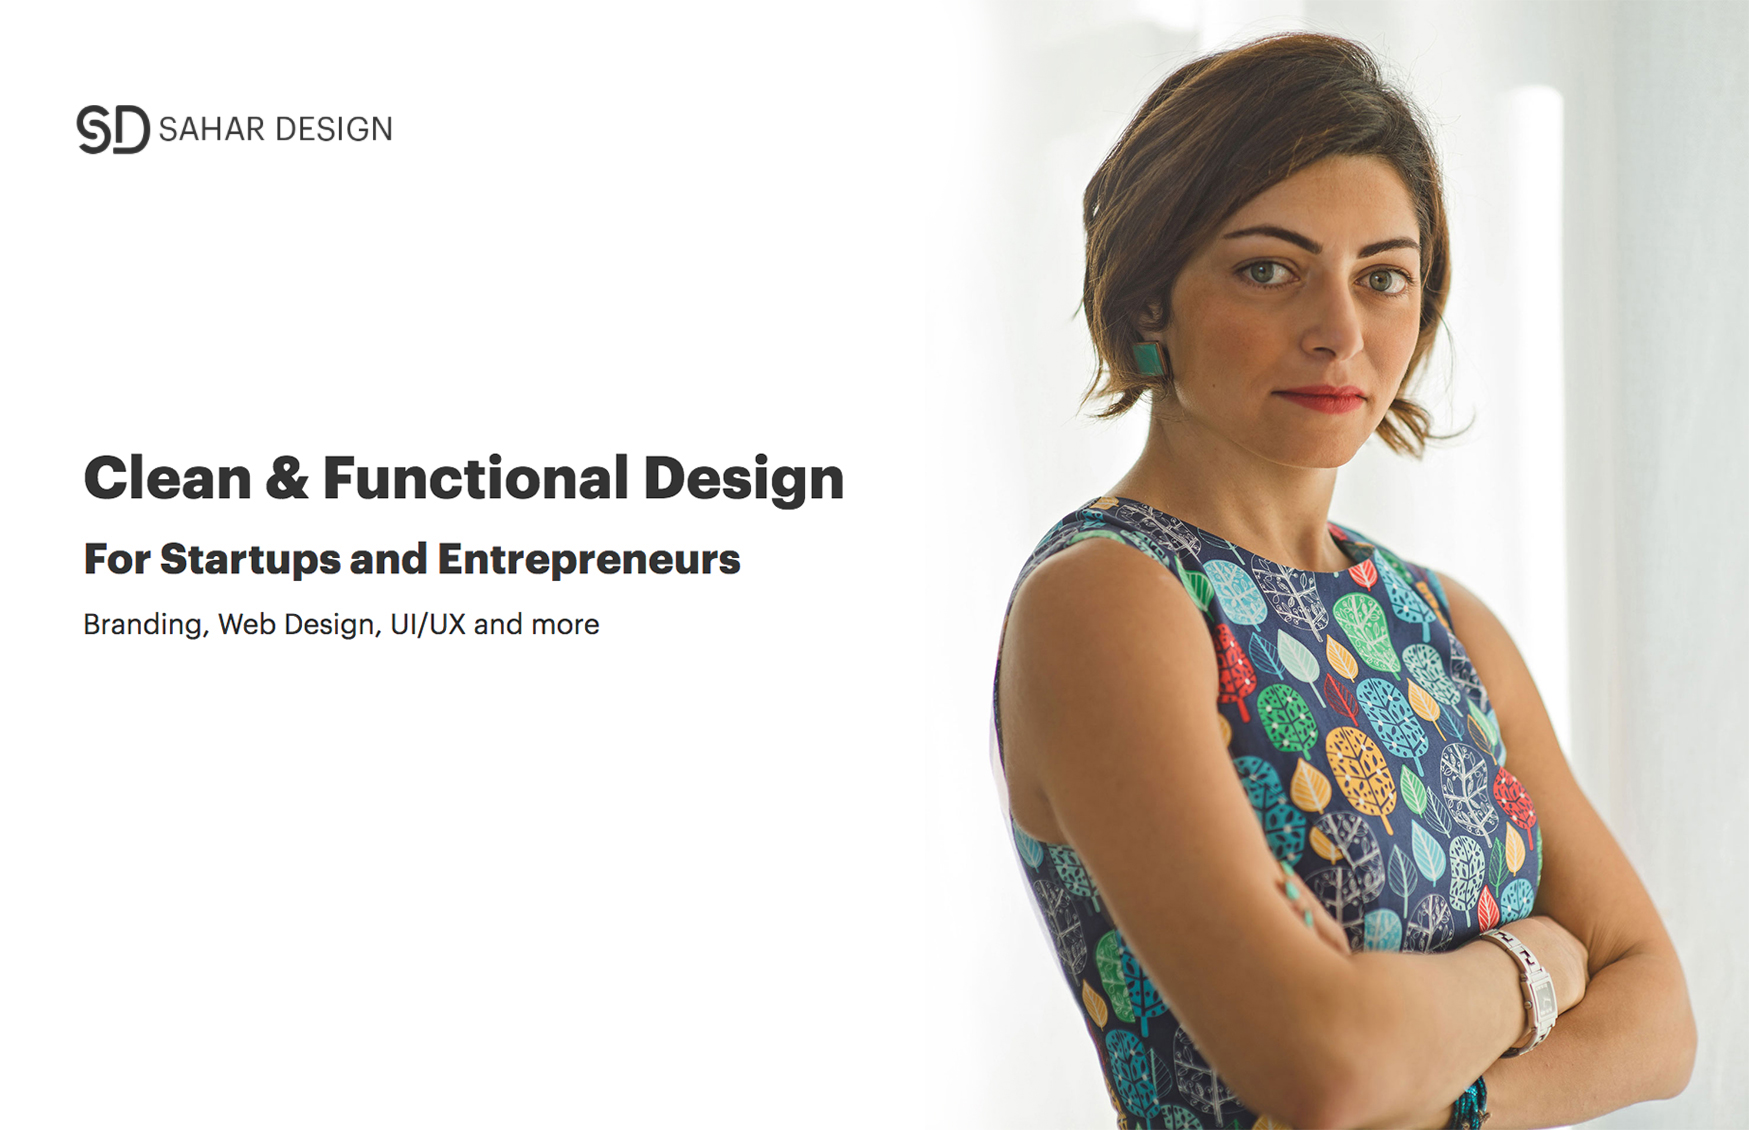 SD SAHAR DESIGN
Clean & Functional Design
For Startups and Entrepreneurs
Branding, Web Design, UI/UX and more